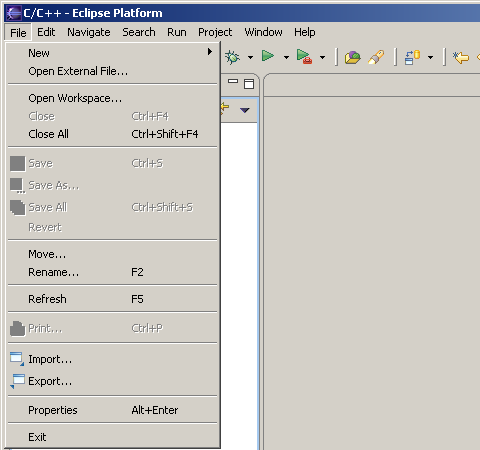 C/C++ - Eclipse Platform
File Edit Navigate Search Run Project Window Help
New
Open External File...
Open Workspace...
Close Ctrl+F4
Close All Ctrl+Shift+F4
Save Ctrl+S
Save As...
Save All Ctrl+Shift+S
Revert
Move...
Rename... F2
Refresh F5
Print... Ctrl+P
Import...
Export...
Properties Alt+Enter
Exit